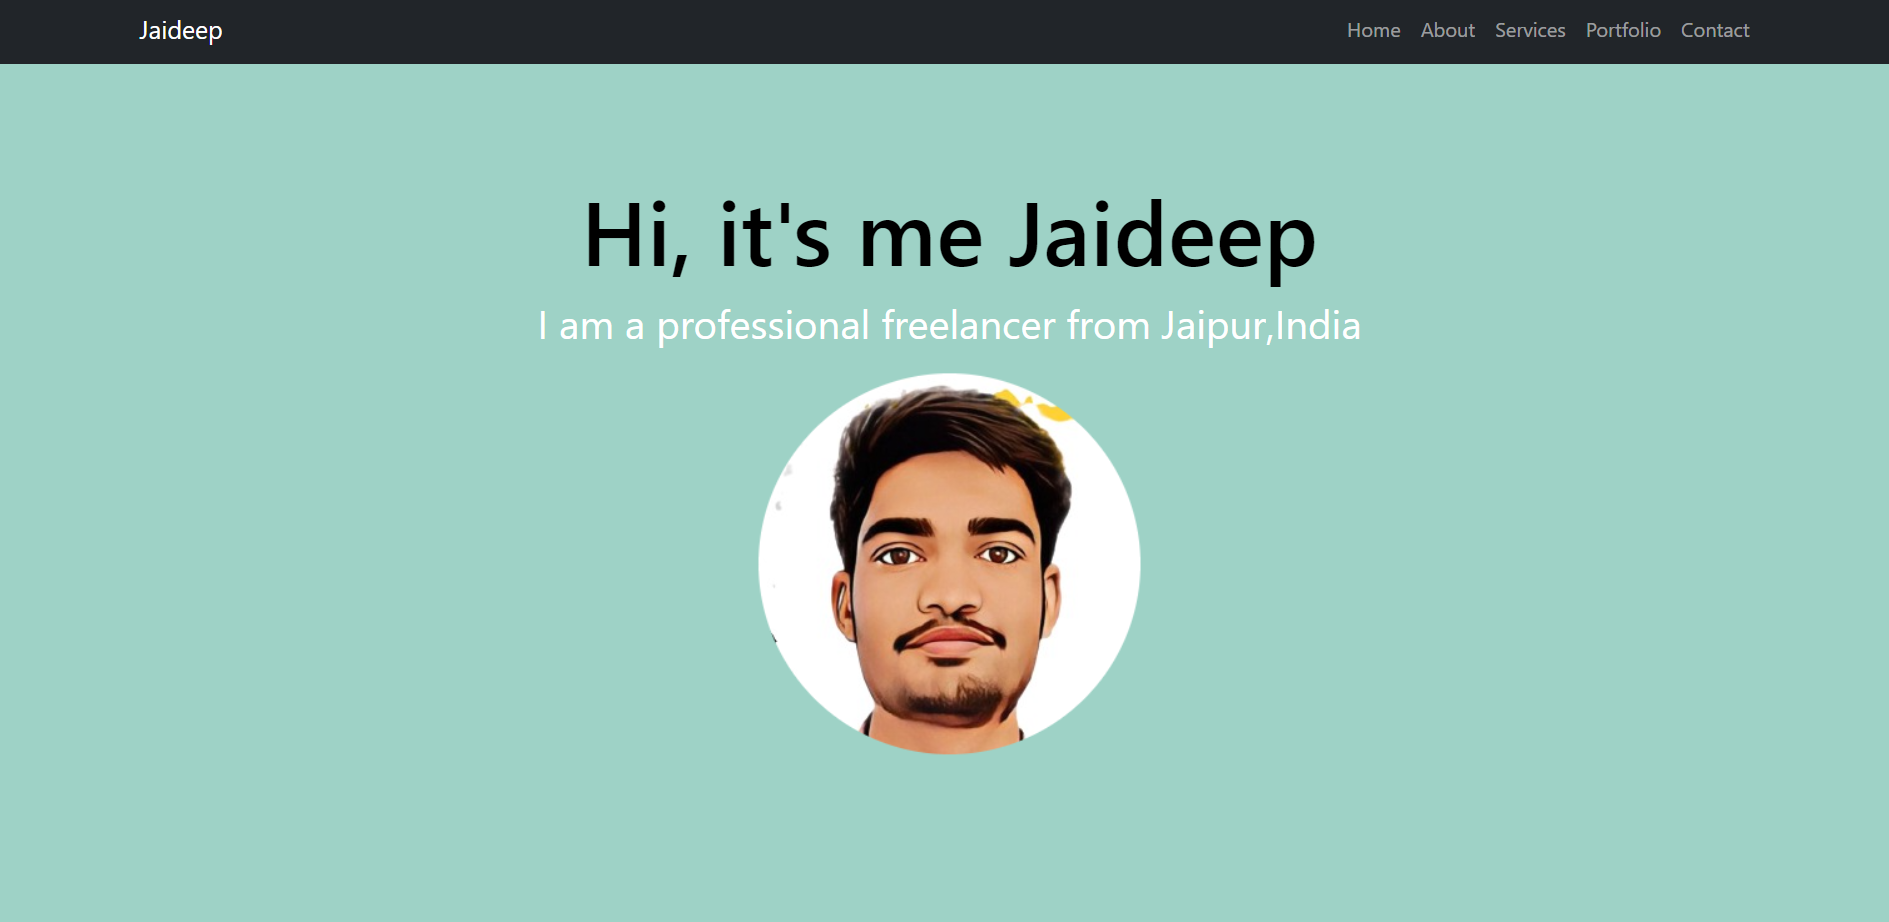 Jaideep
Home About Services Portfolio Contact
Hi, it's me Jaideep
I am a professional freelancer from Jaipur,India